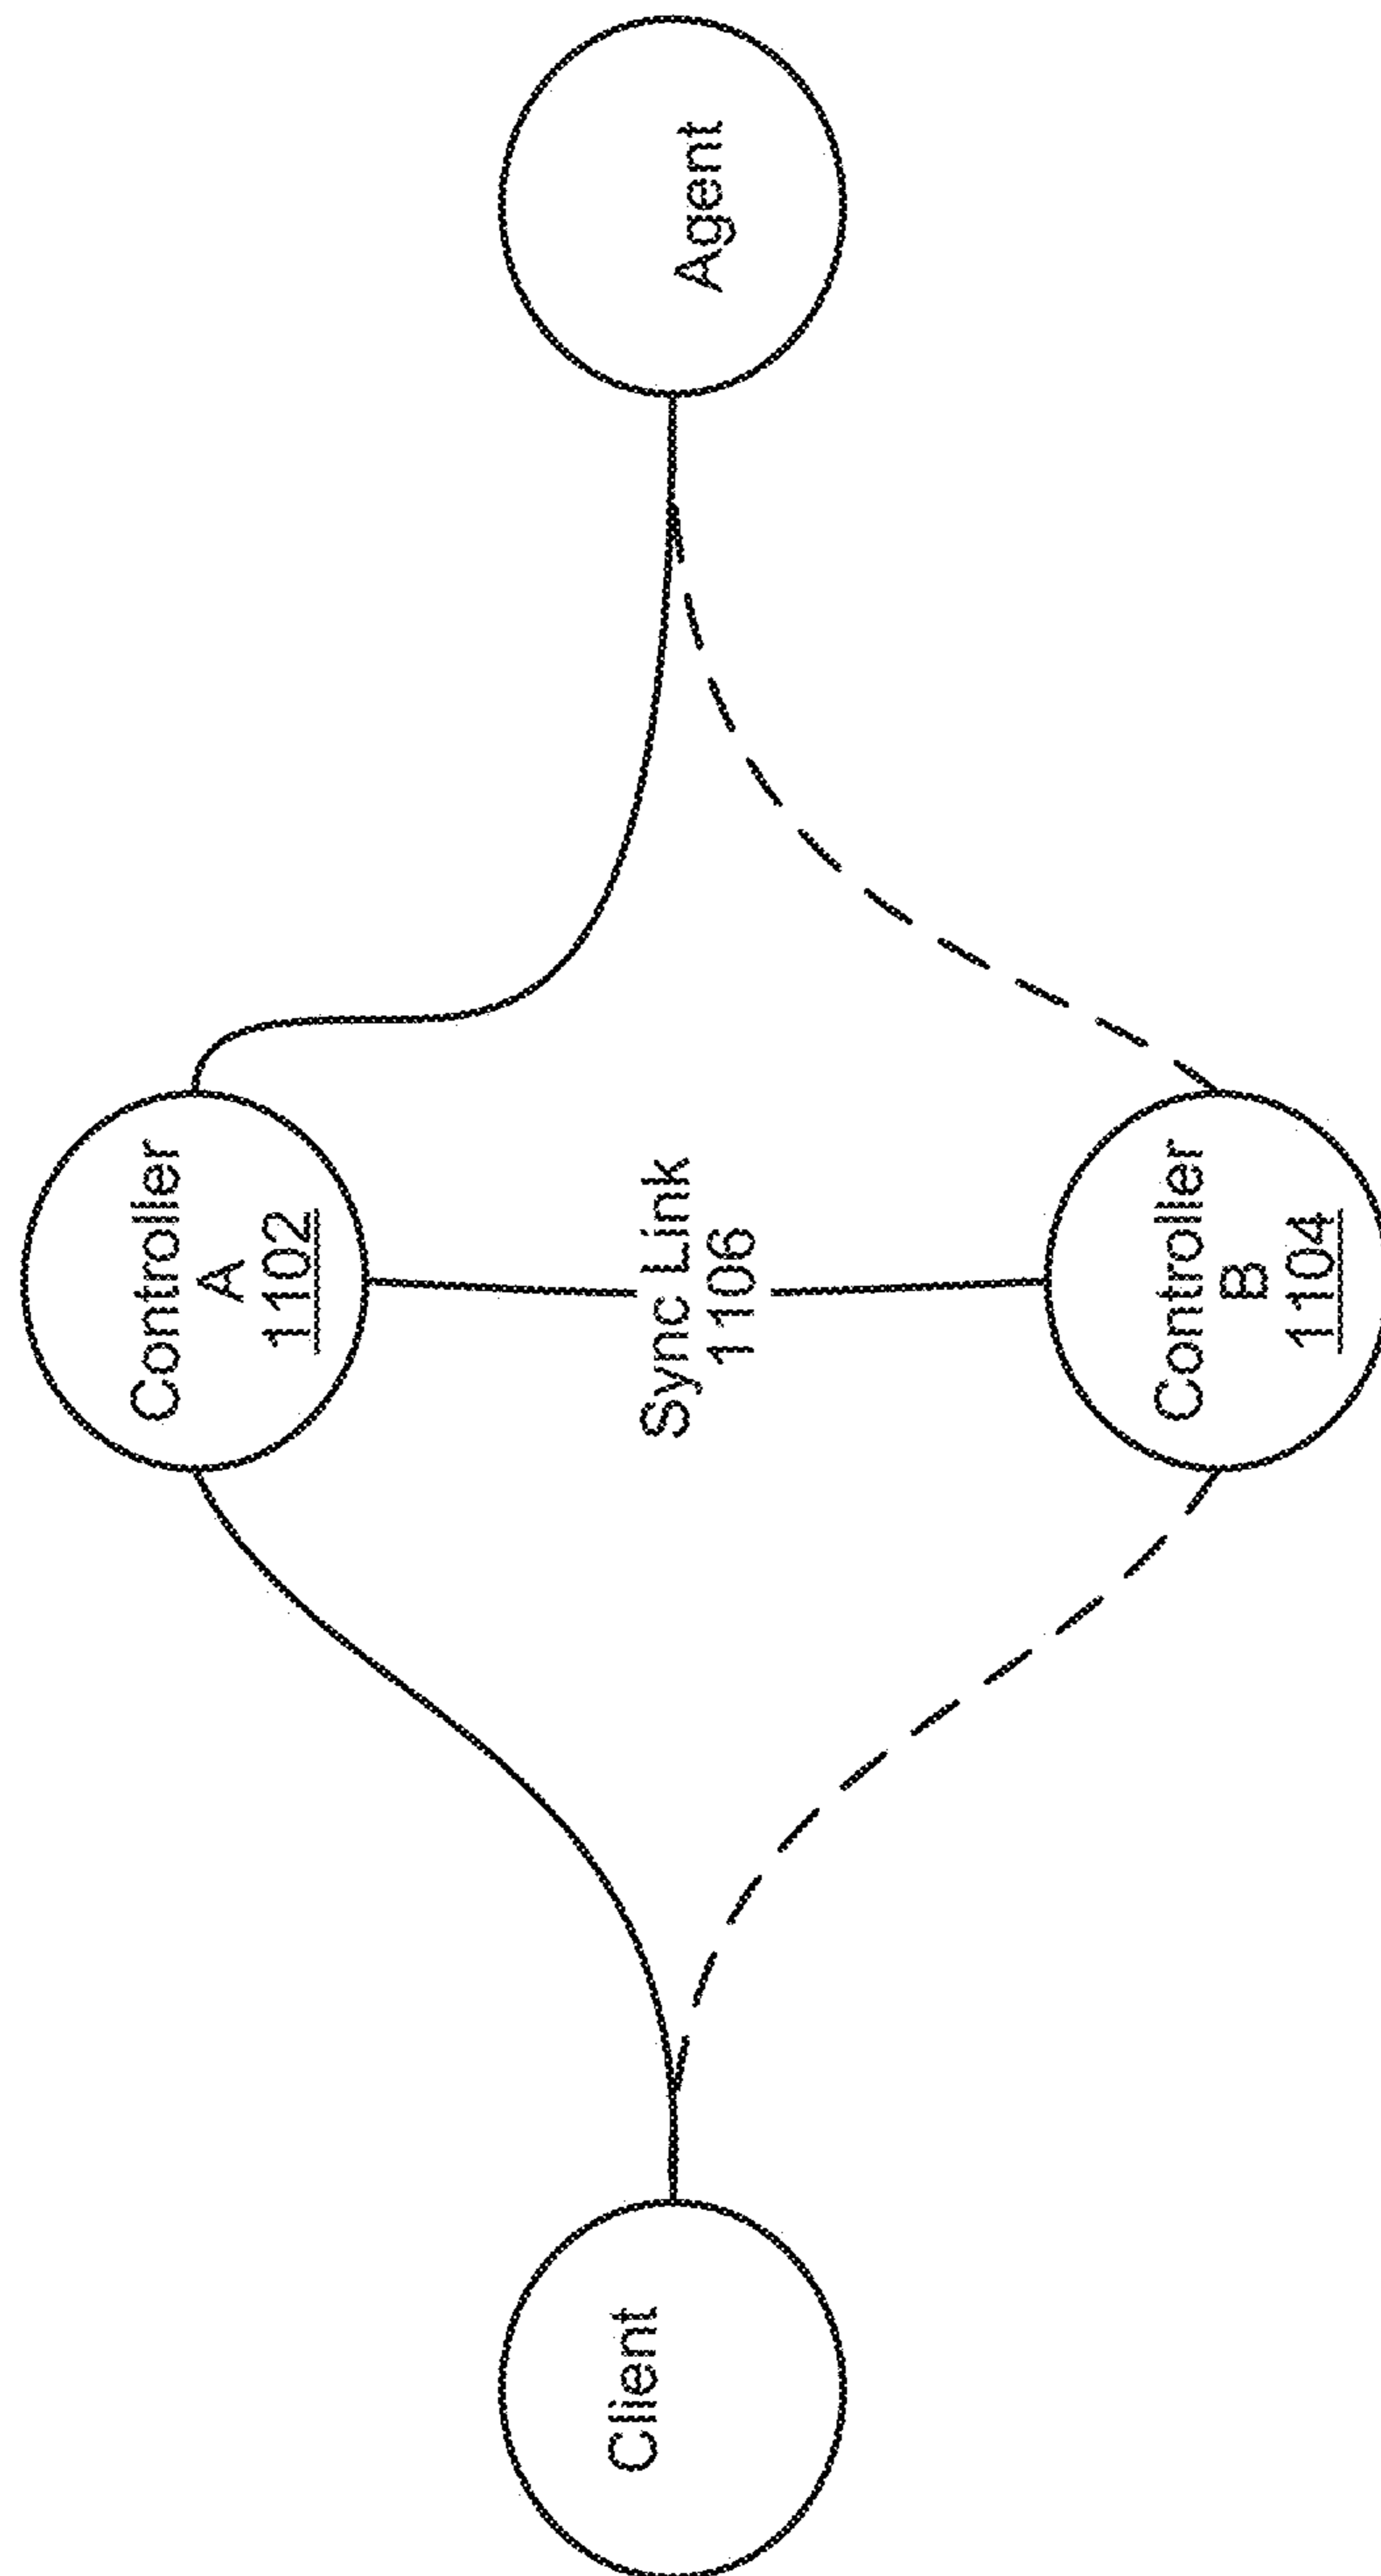 Controller
A
1102
Client
Sync Link
1106
Agent
Controller
B
1104